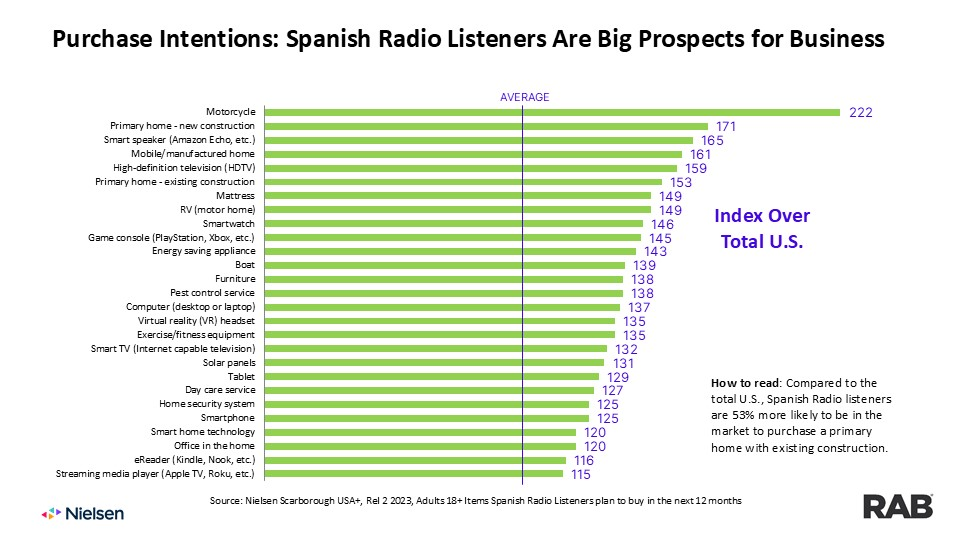 Purchase Intentions: Spanish Radio Listeners Are Big Prospects for Business
AVERAGE
Motorcycle 222
Primary home - new construction 171
Smart speaker (Amazon Echo, etc.) 165
Mobile/manufactured home 161
High-definition television (HDTV) 159
Primary home - existing construction 153
Mattress 149
RV (motor home) 149
Smartwatch 146
Game console (PlayStation, Xbox, etc.) 145
Energy saving appliance 143
Boat 139
Furniture 138
Pest control service 138
Computer (desktop or laptop) 137
Virtual reality (VR) headset 135
Exercise/fitness equipment 135
Smart TV (Internet capable television) 132
Solar panels 131
Tablet 129
Day care service 127
Home security system 125
Smartphone 125
Smart home technology 120
Office in the home 120
eReader (Kindle, Nook, etc.) 116
Streaming media player (Apple TV, Roku, etc.) 115
Index Over
Total U.S.
How to read: Compared to the
total U.S., Spanish Radio listeners
are 53% more likely to be in the
market to purchase a primary
home with existing construction.
Source: Nielsen Scarborough USA+, Rel 2 2023, Adults 18+ Items Spanish Radio Listeners plan to buy in the next 12 months
Nielsen
RAB